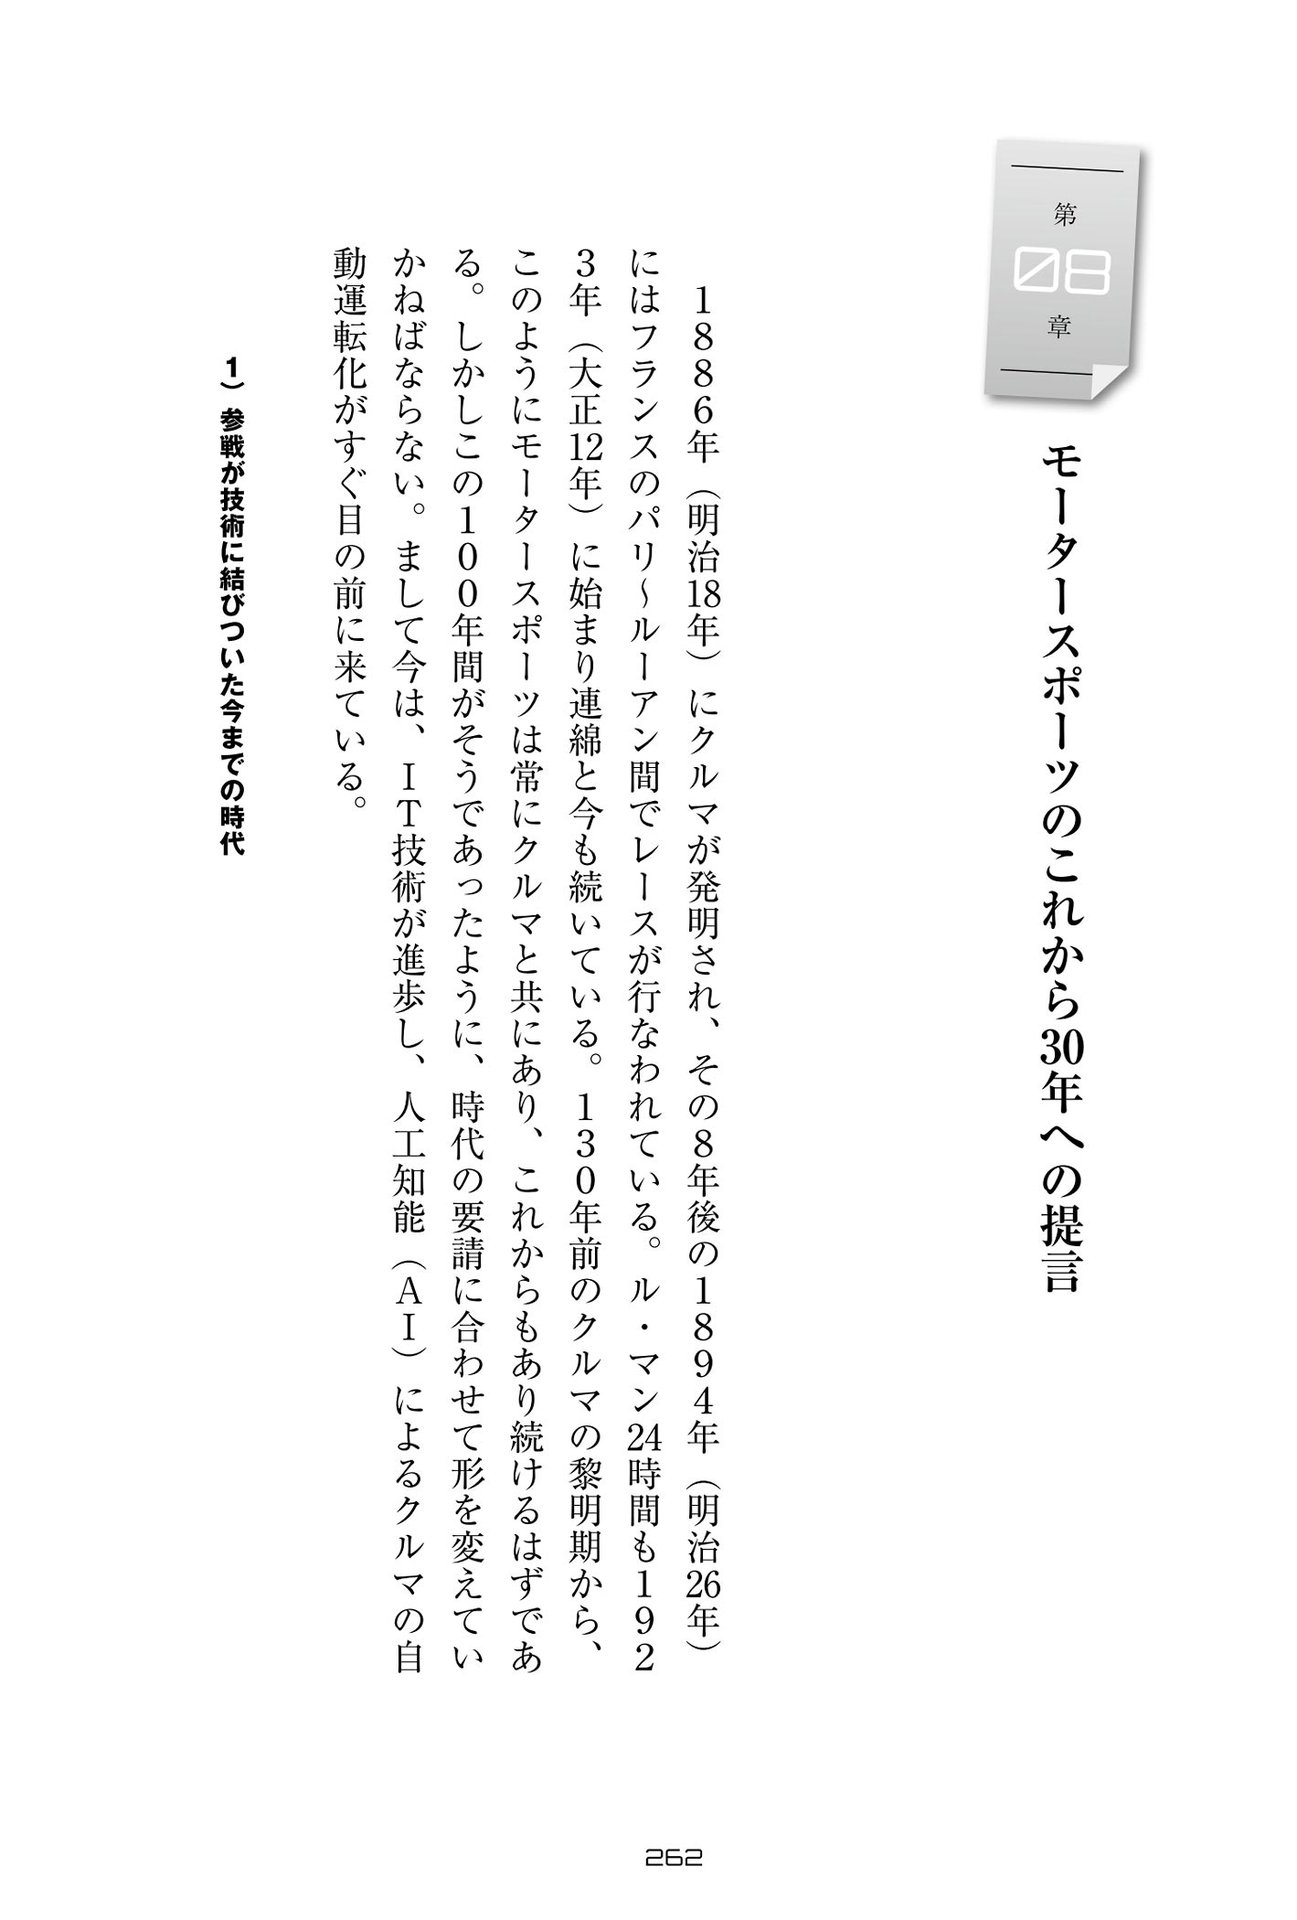 第
08
章
モータースポーツのこれから30年への提言
１８８６年（明治18年）にクルマが発明され、その８年後の１８９４年（明治26年）
にはフランスのパリ～ルーアン間でレースが行なわれている。ル・マン24時間も１９２
３年（大正12年）に始まり連綿と今も続いている。１３０年前のクルマの黎明期から、
このようにモータースポーツは常にクルマと共にあり、これからもあり続けるはずであ
る。しかしこの１００年間がそうであったように、時代の要請に合わせて形を変えてい
かねばならない。まして今は、ＩＴ技術が進歩し、人工知能（ＡＩ）によるクルマの自
動運転化がすぐ目の前に来ている。
1）参戦が技術に結びついた今までの時代
262